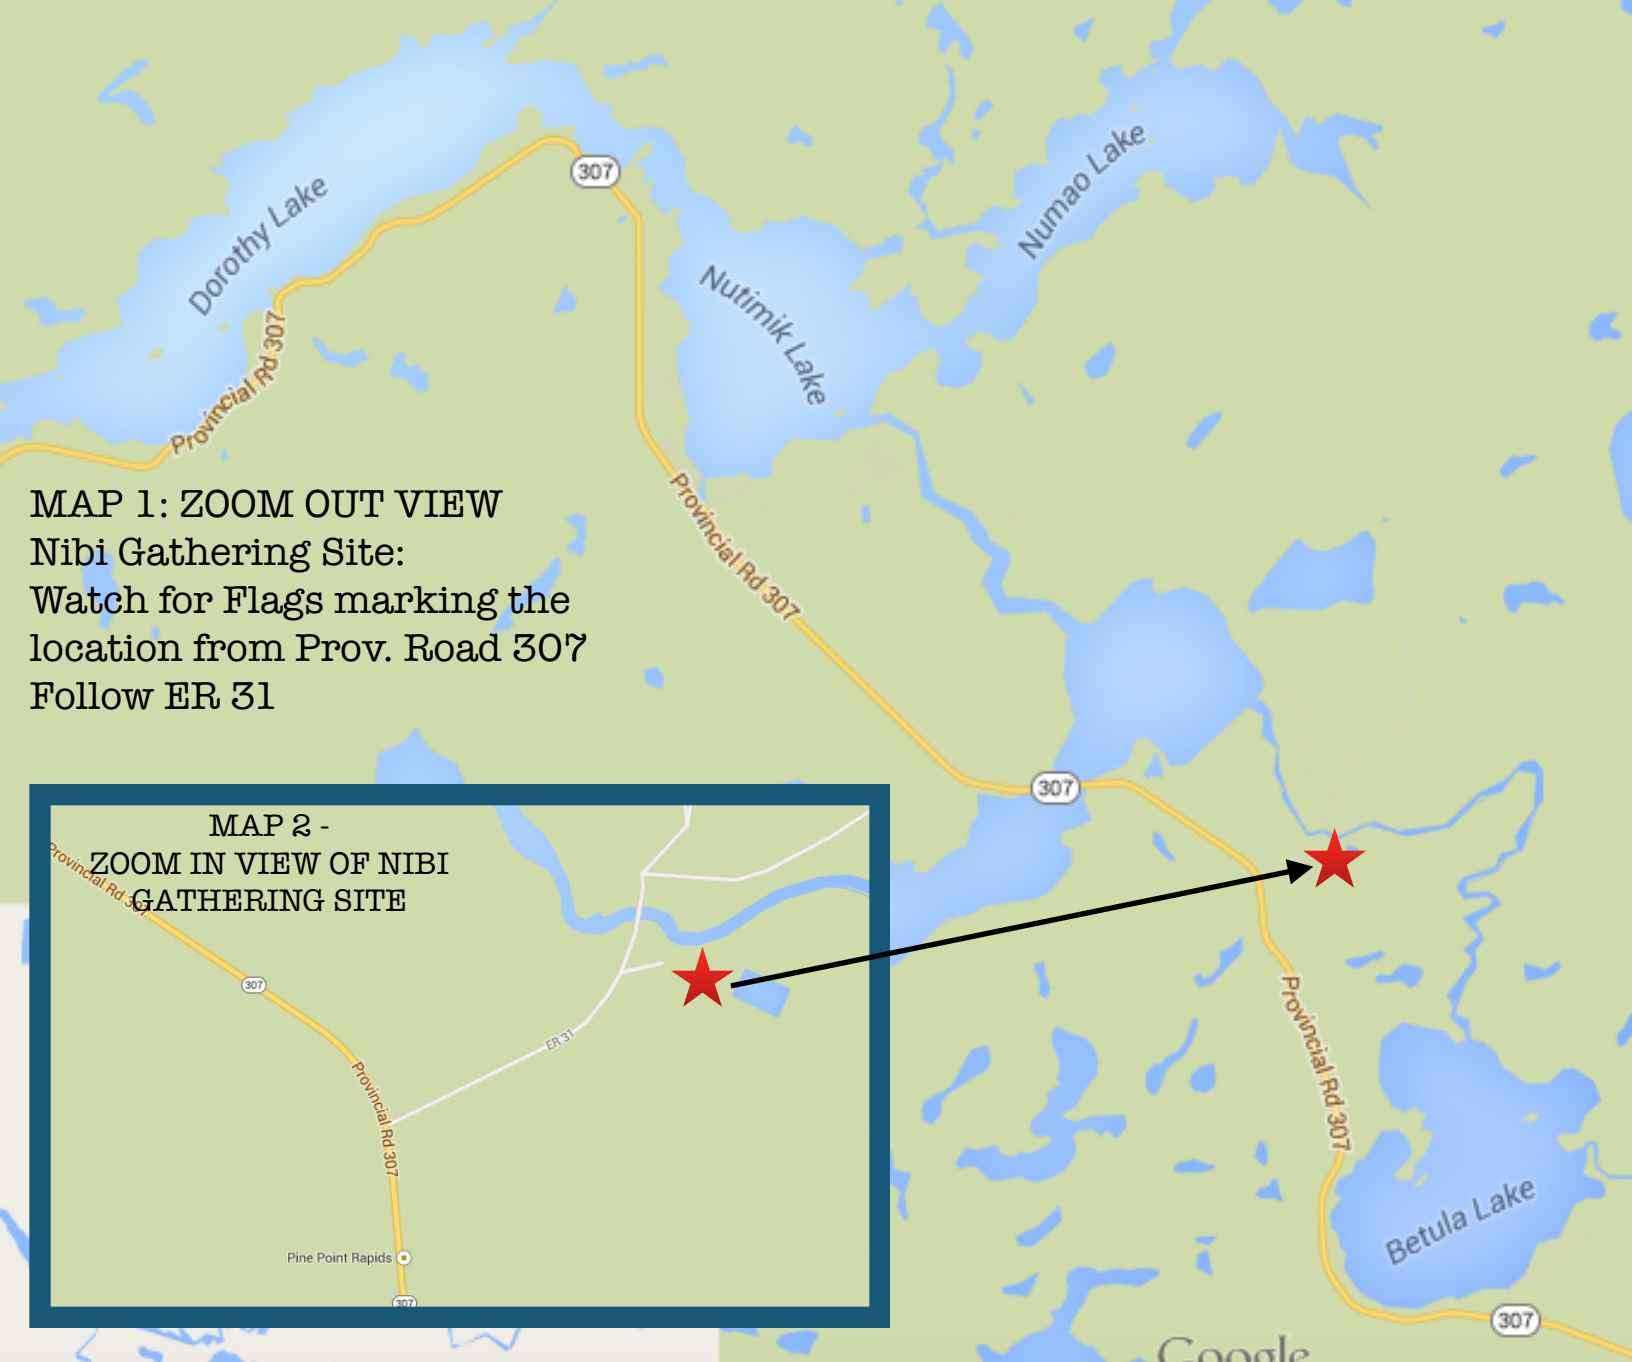 307
Numao Lake
Dorothy Lake
Nutimik Lake
Provincial Rd 307
Provincial Rd 307
MAP 1: ZOOM OUT VIEW
Nibi Gathering Site:
Watch for Flags marking the
location from Prov. Road 307
Follow ER 31
307
MAP 2 -
ZOOM IN VIEW OF NIBI
GATHERING SITE
Provincial Rd 307
307
ER 31
Provincial Rd 307
Pine Point Rapids
307
Provincial Rd 307
Betula Lake
307
Google